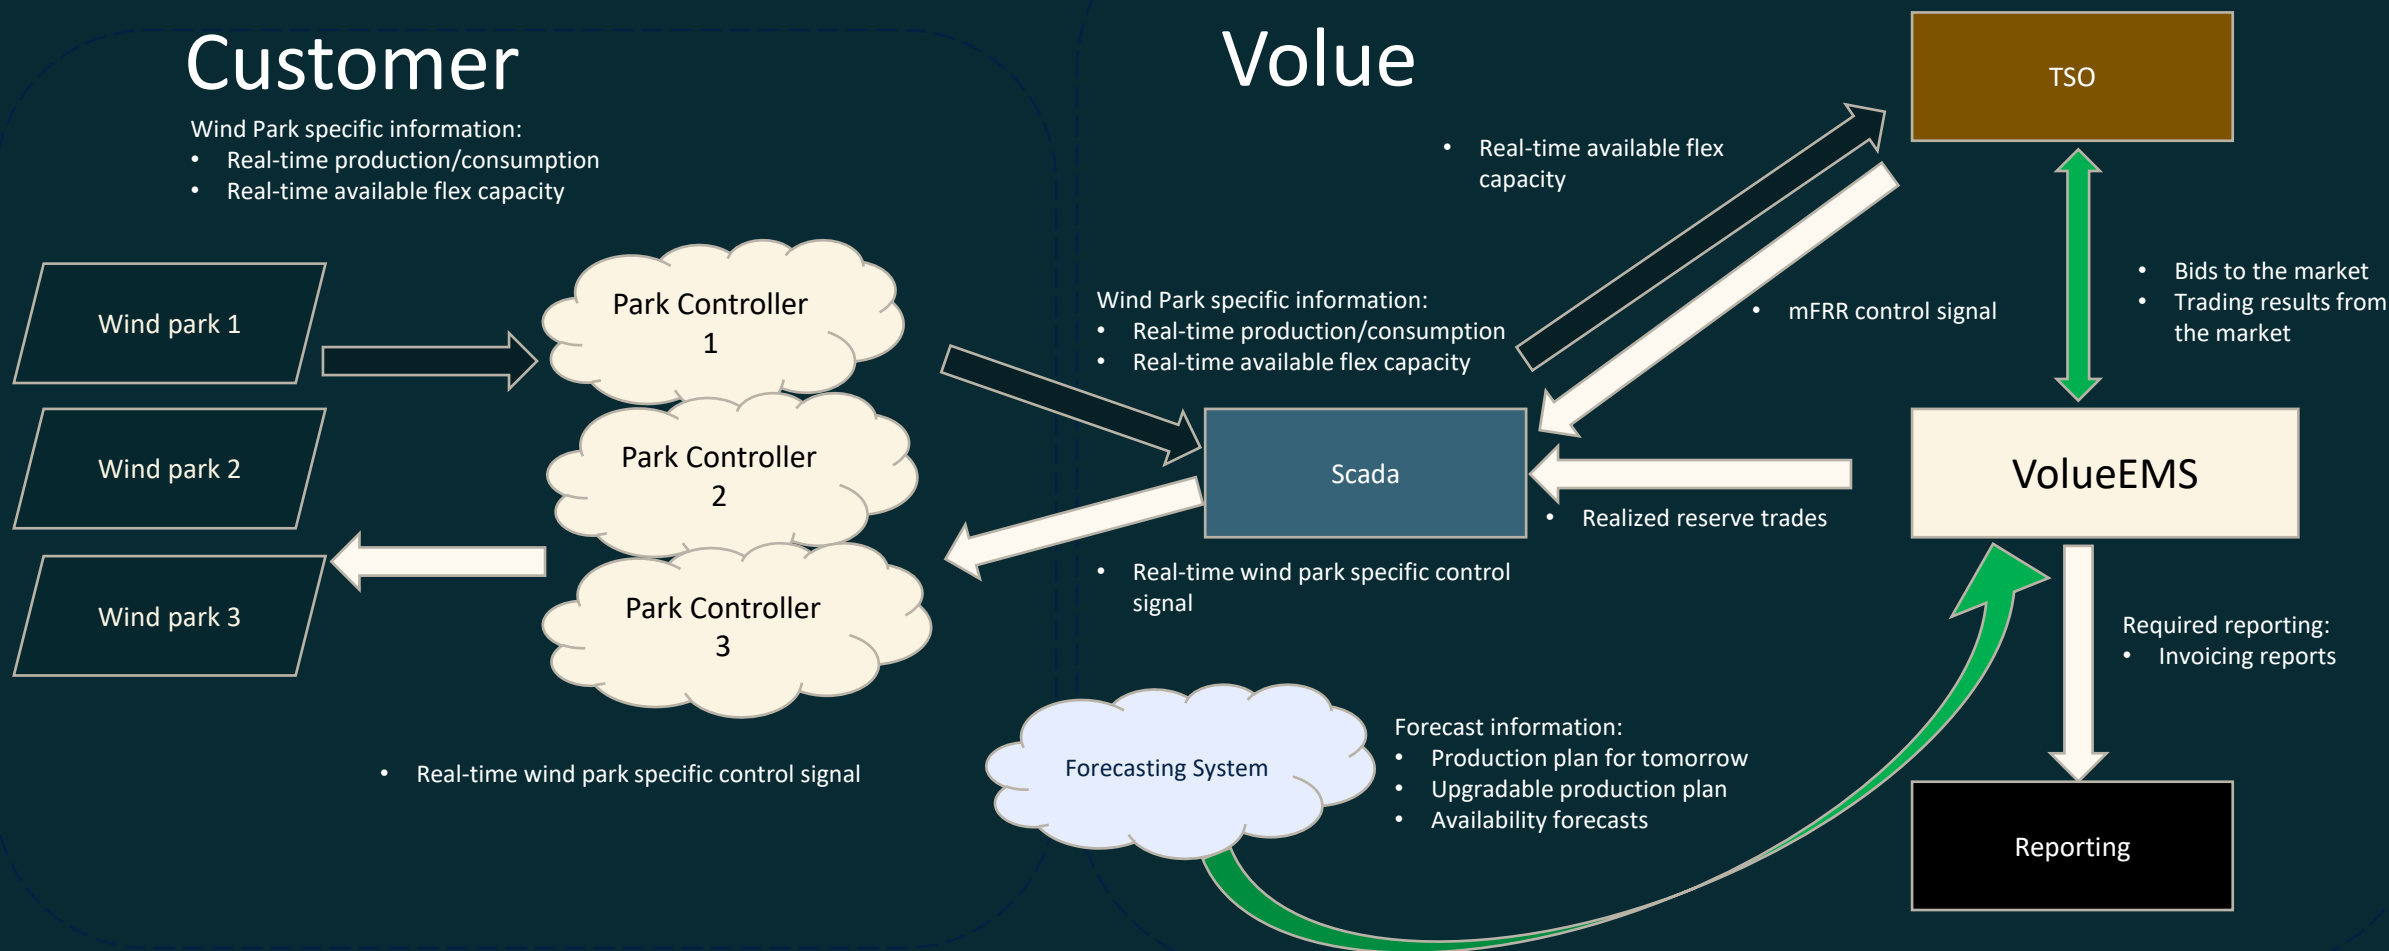 Customer
Volue
TSO
Wind Park specific information:
• Real-time production/consumption
• Real-time available flex capacity
• Real-time available flex
capacity
Wind park 1
Wind park 2
Wind park 3
Park Controller
1
Park Controller
2
Park Controller
3
• Real-time wind park specific control signal
Wind Park specific information:
• Real-time production/consumption
• Real-time available flex capacity
• mFRR control signal
• Bids to the market
• Trading results from
the market
Scada
VolueEMS
• Realized reserve trades
• Real-time wind park specific control
signal
Required reporting:
• Invoicing reports
Forecasting System
Forecast information:
• Production plan for tomorrow
• Upgradable production plan
• Availability forecasts
Reporting